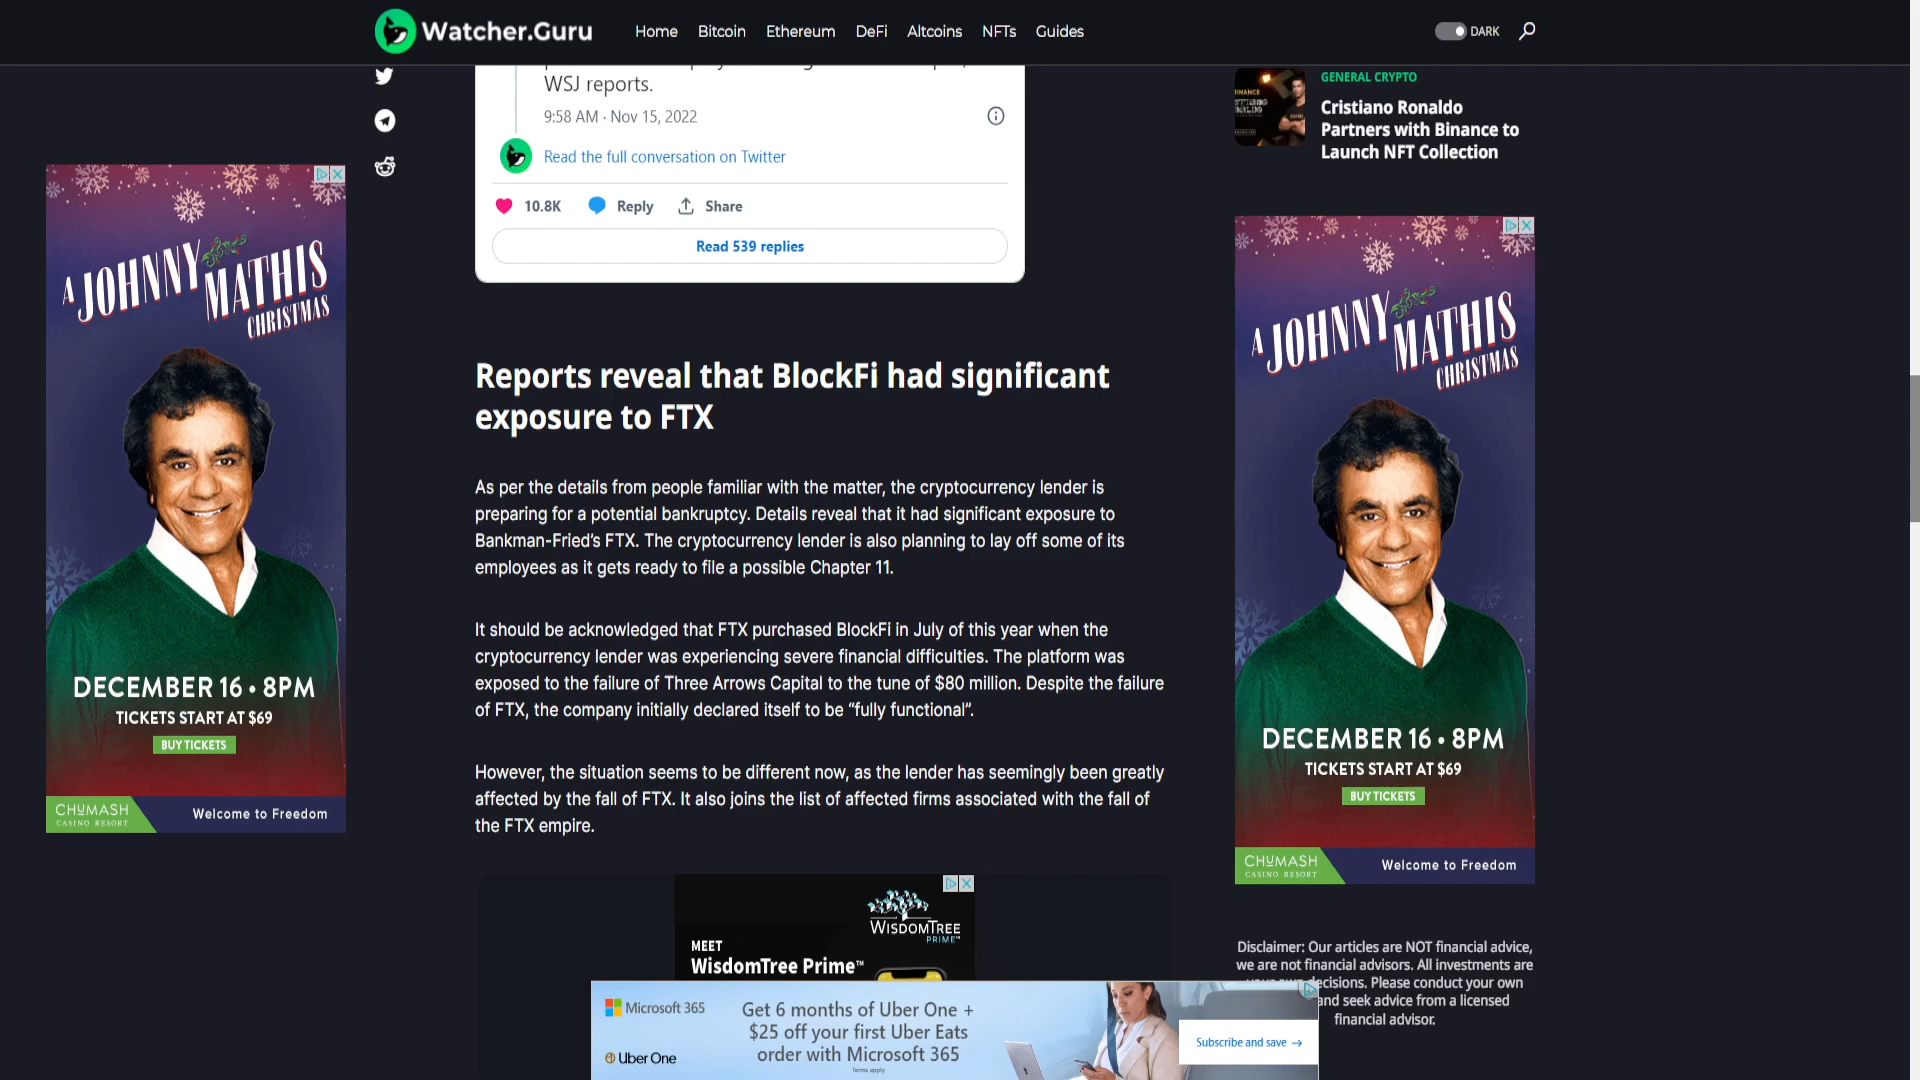 Watcher.Guru
Home Bitcoin Ethereum DeFi Altcoins NFTs Guides
DARK
WSJ reports.
9:58 AM · Nov 15, 2022
Read the full conversation on Twitter
10.8K Reply Share
Read 539 replies
Reports reveal that BlockFi had significant
exposure to FTX
As per the details from people familiar with the matter, the cryptocurrency lender is
preparing for a potential bankruptcy. Details reveal that it had significant exposure to
Bankman-Fried’s FTX. The cryptocurrency lender is also planning to lay off some of its
employees as it gets ready to file a possible Chapter 11.
It should be acknowledged that FTX purchased BlockFi in July of this year when the
cryptocurrency lender was experiencing severe financial difficulties. The platform was
exposed to the failure of Three Arrows Capital to the tune of $80 million. Despite the failure
of FTX, the company initially declared itself to be “fully functional”.
However, the situation seems to be different now, as the lender has seemingly been greatly
affected by the fall of FTX. It also joins the list of affected firms associated with the fall of
the FTX empire.
A JOHNNY
MATHIS
CHRISTMAS
DECEMBER 16 • 8PM
TICKETS START AT $69
BUY TICKETS
CHUMASH
CASINO RESORT
Welcome to Freedom
GENERAL CRYPTO
Cristiano Ronaldo
Partners with Binance to
Launch NFT Collection
A JOHNNY
MATHIS
CHRISTMAS
DECEMBER 16 • 8PM
TICKETS START AT $69
BUY TICKETS
CHUMASH
CASINO RESORT
Welcome to Freedom
Disclaimer: Our articles are NOT financial advice,
we are not financial advisors. All investments are
decisions. Please conduct your own
and seek advice from a licensed
financial advisor.
WISDOMTREE
PRIME™
MEET
WisdomTree Prime™
Microsoft 365
Uber One
Get 6 months of Uber One +
$25 off your first Uber Eats
order with Microsoft 365
Terms apply
Subscribe and save →